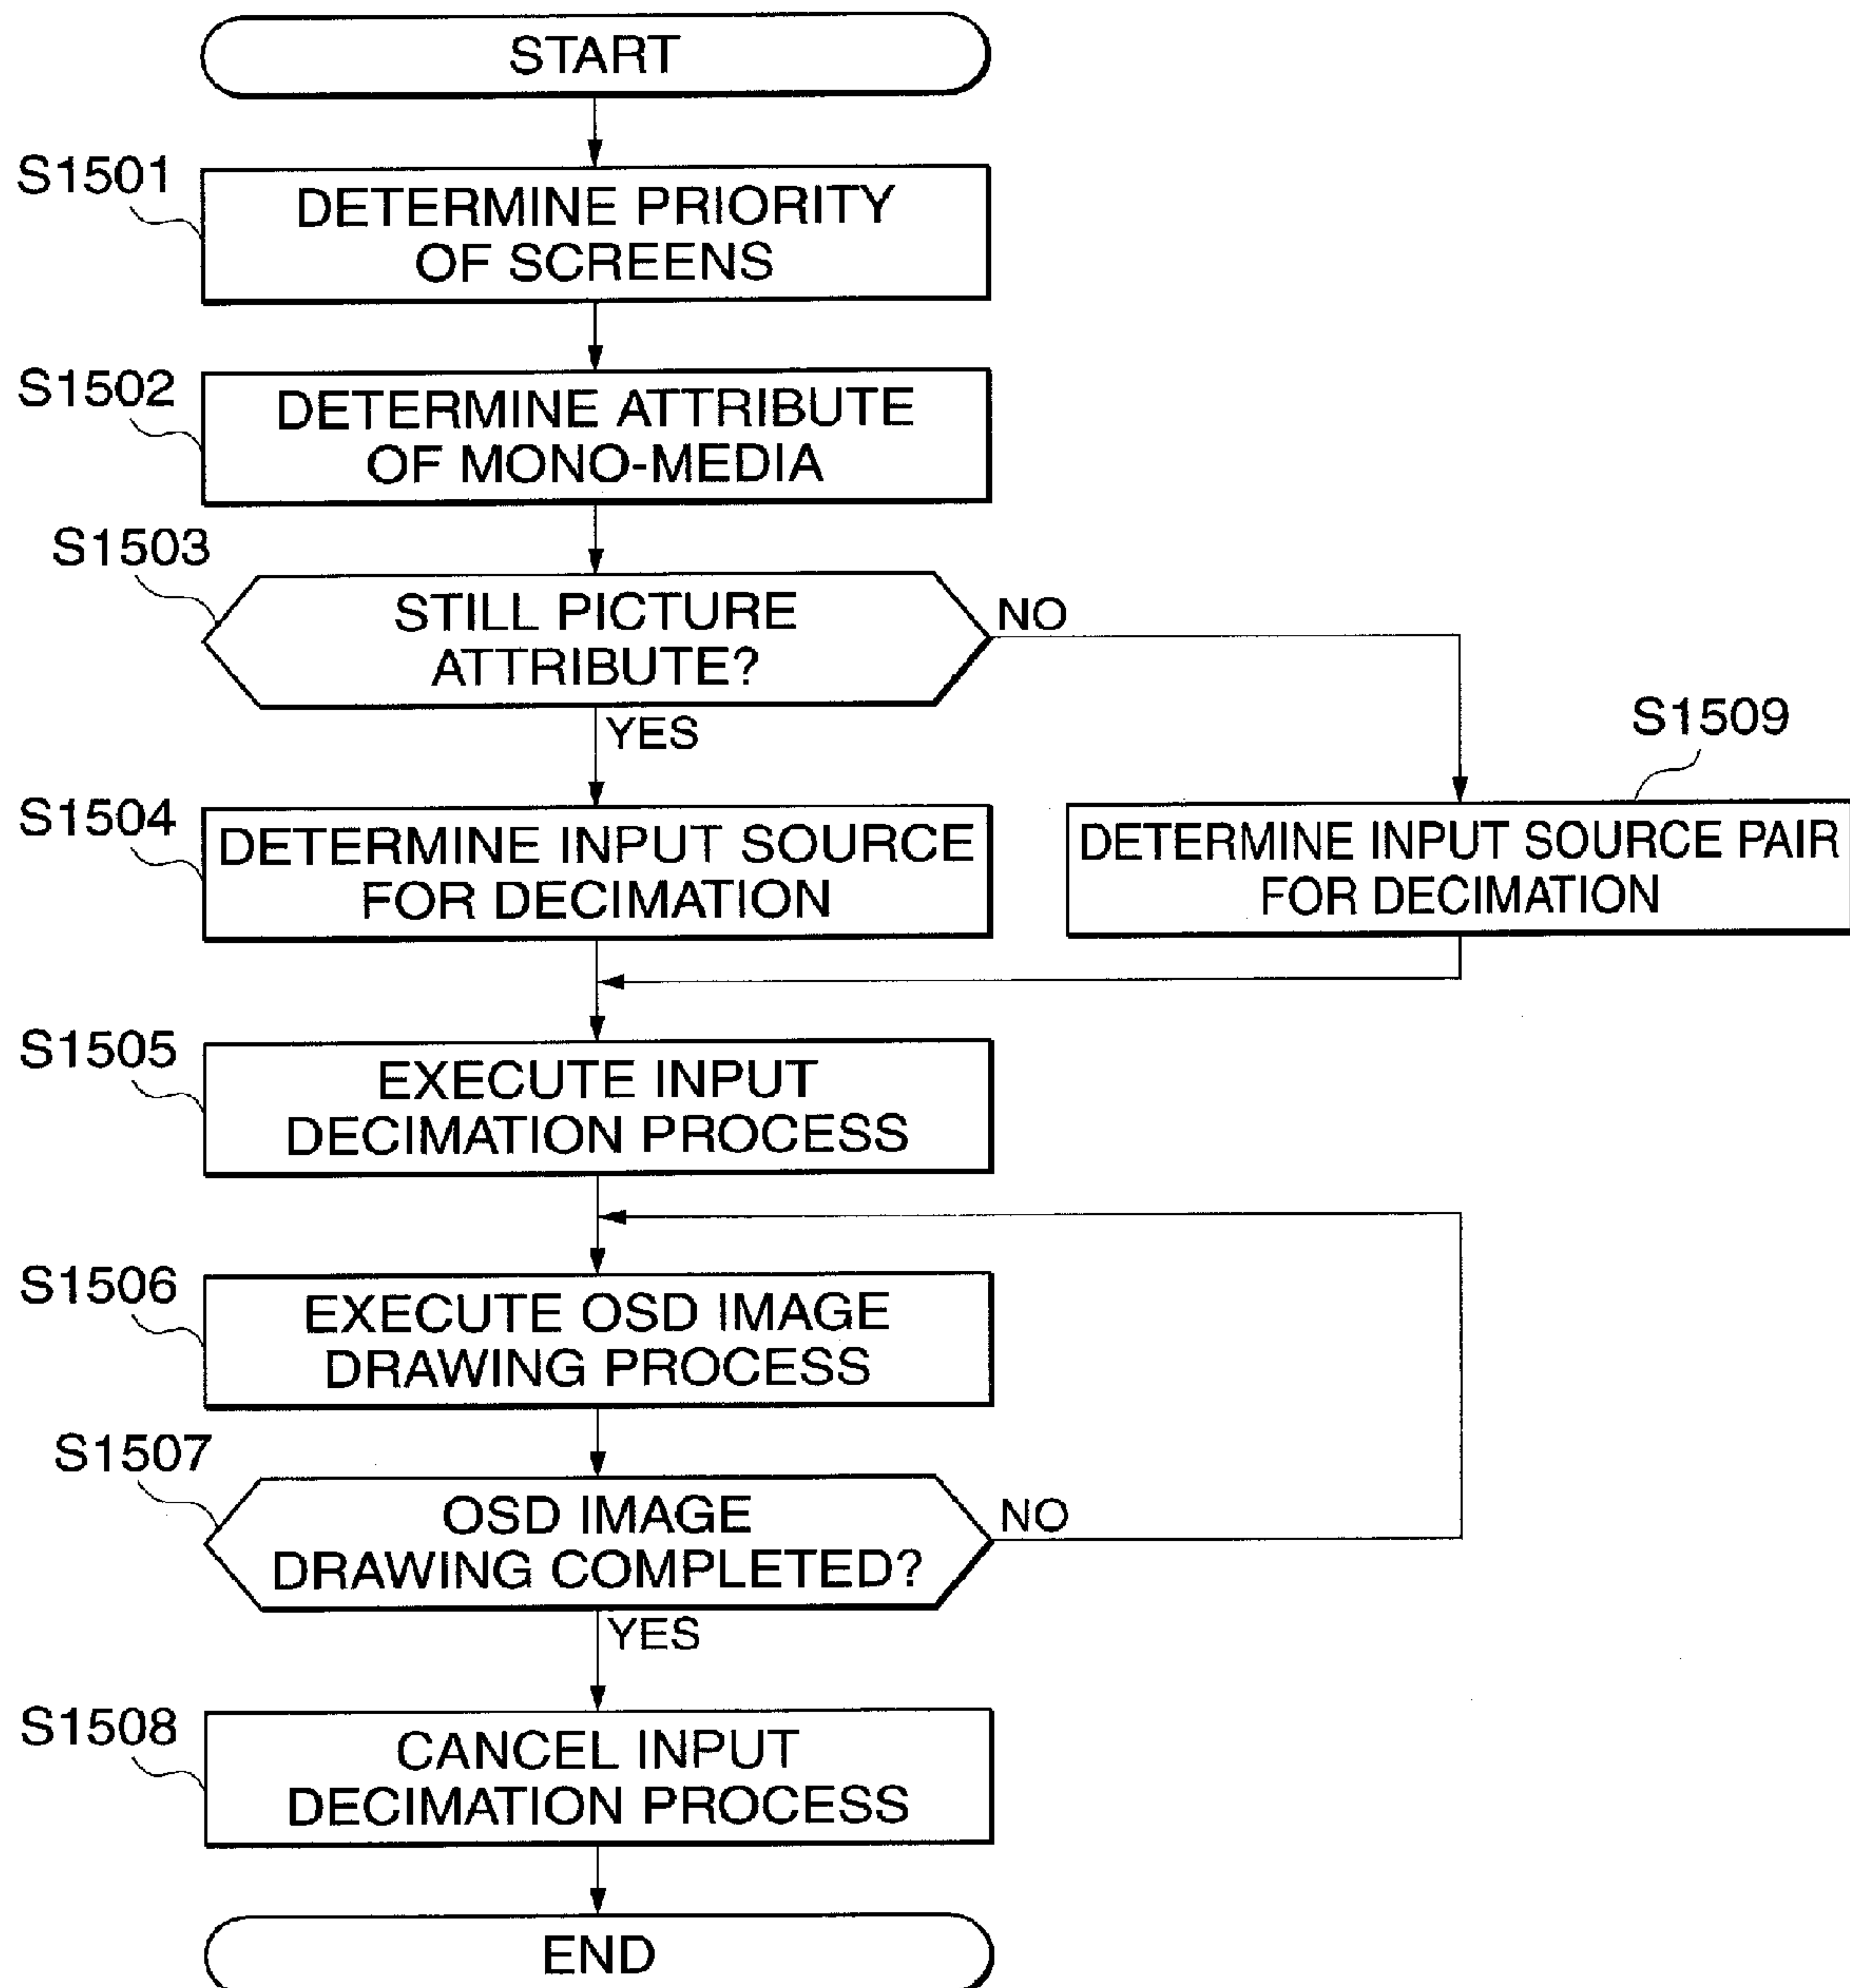 START
S1501
DETERMINE PRIORITY
OF SCREENS
S1502
DETERMINE ATTRIBUTE
OF MONO-MEDIA
S1503
STILL PICTURE
ATTRIBUTE?
NO
YES
S1504
DETERMINE INPUT SOURCE
FOR DECIMATION
S1509
DETERMINE INPUT SOURCE PAIR
FOR DECIMATION
S1505
EXECUTE INPUT
DECIMATION PROCESS
S1506
EXECUTE OSD IMAGE
DRAWING PROCESS
S1507
OSD IMAGE
DRAWING COMPLETED?
NO
YES
S1508
CANCEL INPUT
DECIMATION PROCESS
END